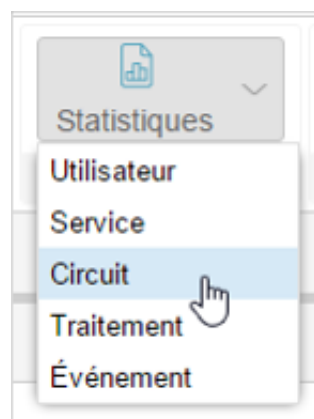 Statistiques
Utilisateur
Service
Circuit
Traitement
Événement